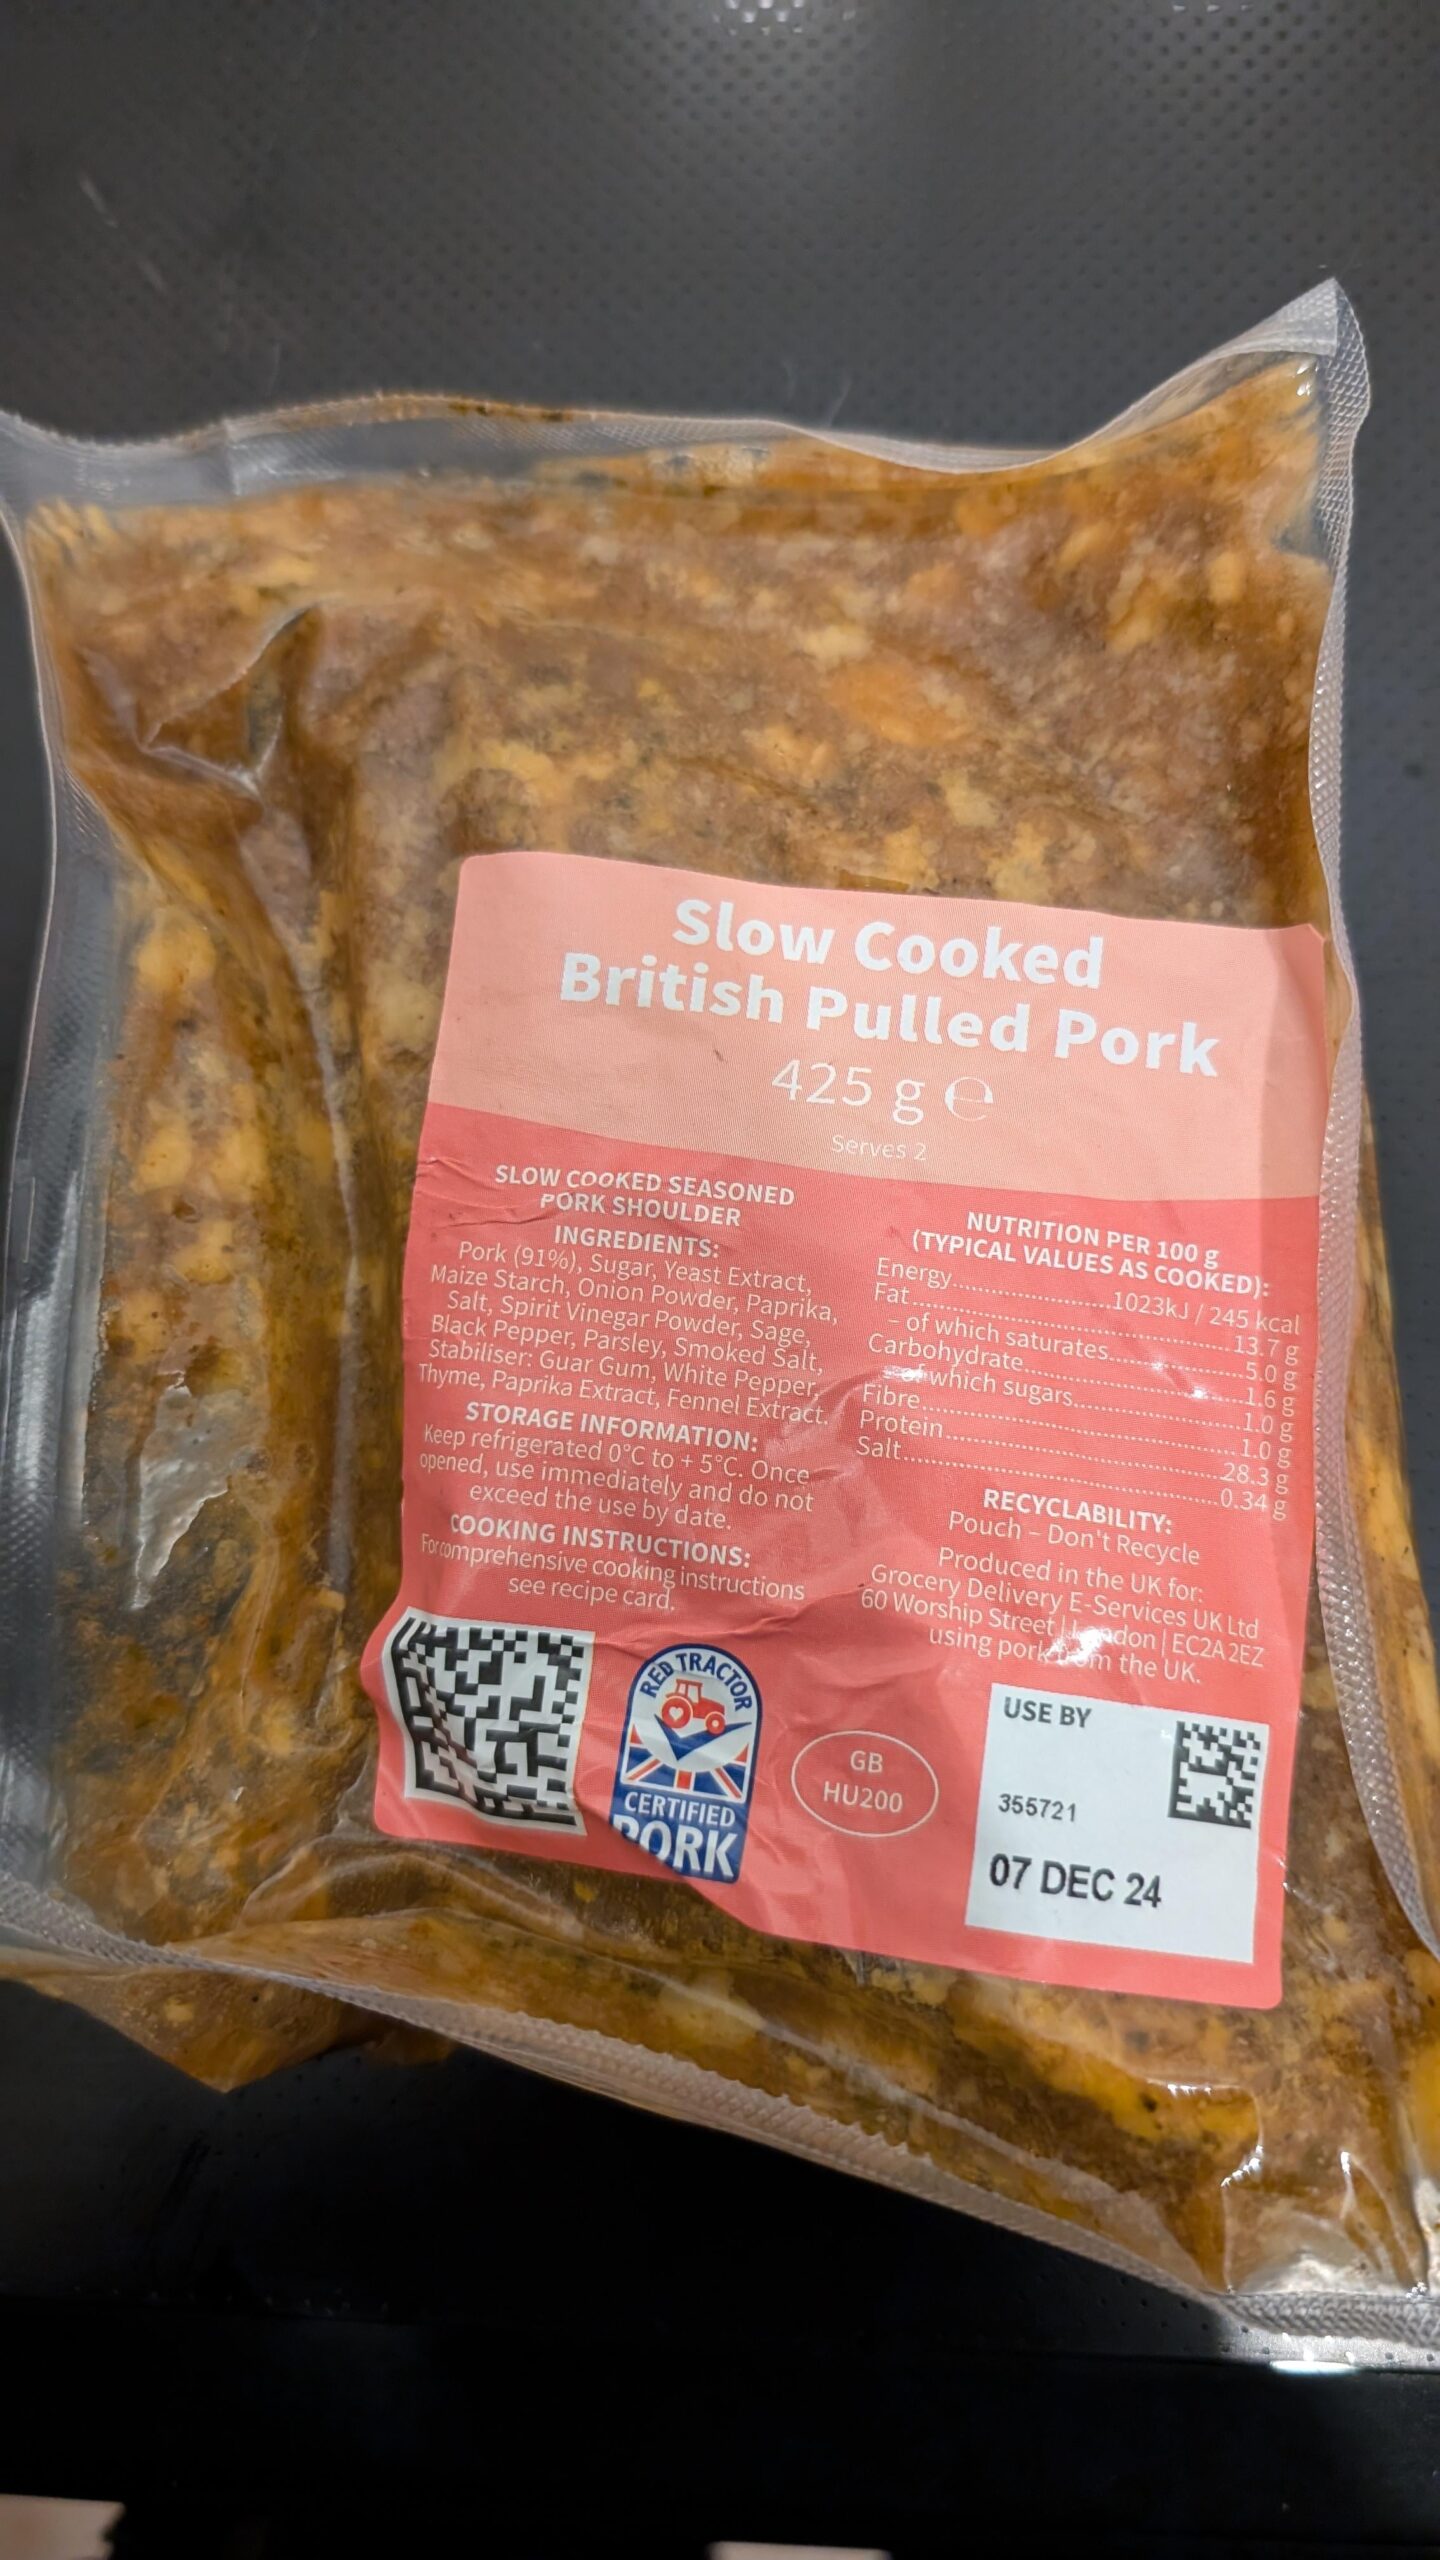 Slow Cooked
British Pulled Pork
425 g ℮
Serves 2
SLOW COOKED SEASONED
PORK SHOULDER
INGREDIENTS:
Pork (91%), Sugar, Yeast Extract,
Maize Starch, Onion Powder, Paprika,
Salt, Spirit Vinegar Powder, Sage,
Black Pepper, Parsley, Smoked Salt,
Stabiliser: Guar Gum, White Pepper,
Thyme, Paprika Extract, Fennel Extract.
STORAGE INFORMATION:
Keep refrigerated 0°C to + 5°C. Once
opened, use immediately and do not
exceed the use by date.
COOKING INSTRUCTIONS:
For comprehensive cooking instructions
see recipe card.
NUTRITION PER 100 g
(TYPICAL VALUES AS COOKED):
Energy..............................1023kJ / 245 kcal
Fat..............................13.7 g
– of which saturates..............................5.0 g
Carbohydrate..............................1.6 g
– of which sugars..............................1.0 g
Fibre..............................1.0 g
Protein..............................28.3 g
Salt..............................0.34 g
RECYCLABILITY:
Pouch – Don't Recycle
Produced in the UK for:
Grocery Delivery E-Services UK Ltd
60 Worship Street | London | EC2A 2EZ
using pork from the UK.
RED TRACTOR
CERTIFIED
PORK
GB
HU200
USE BY
355721
07 DEC 24